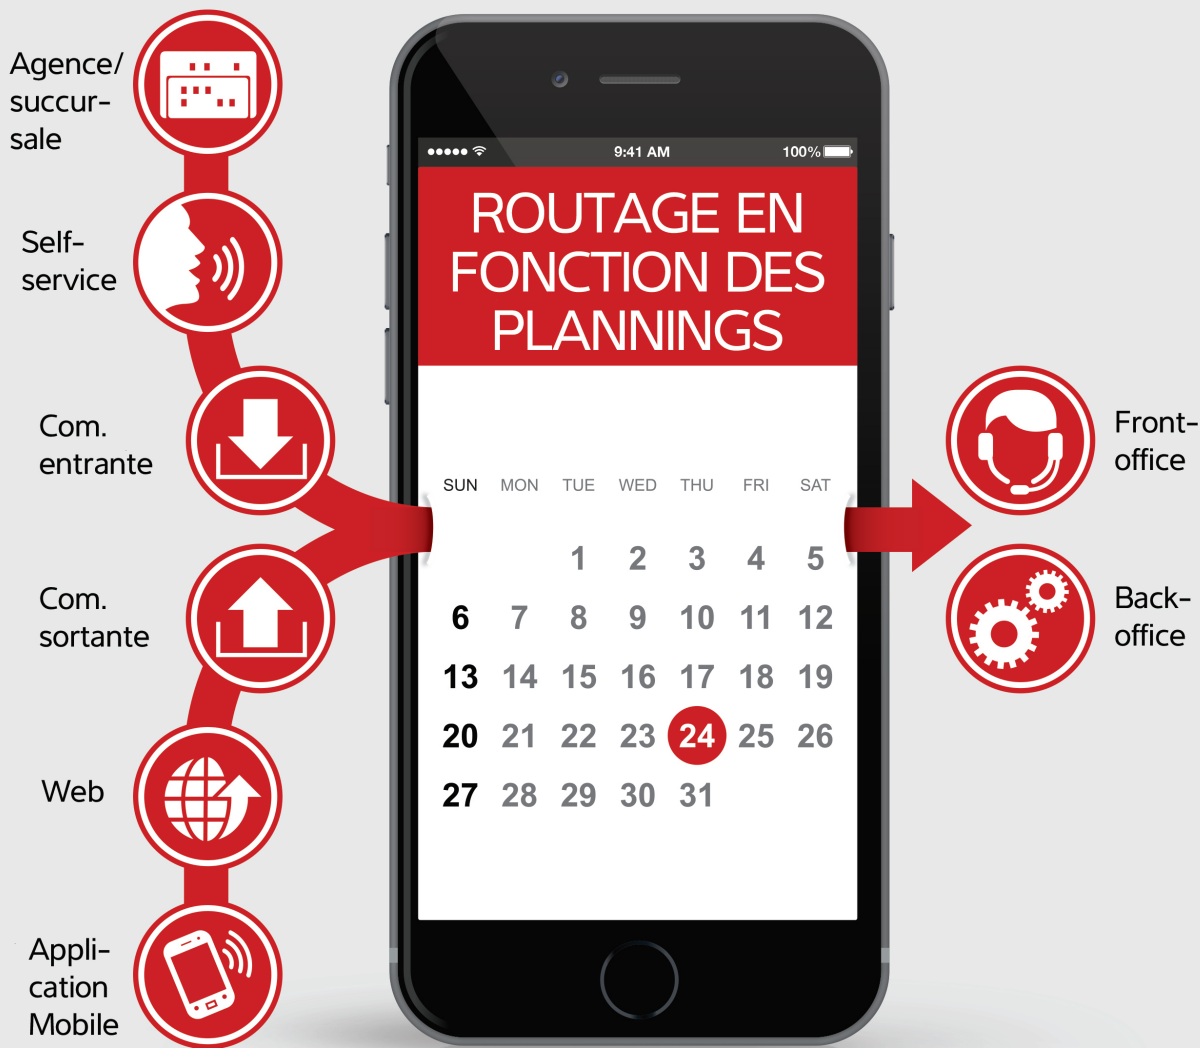 Agence/
succur-
sale
Self-
service
Com.
entrante
Com.
sortante
Web
Appli-
cation
Mobile
9:41 AM 100%
ROUTAGE EN
FONCTION DES
PLANNINGS
SUN MON TUE WED THU FRI SAT
1 2 3 4 5
6 7 8 9 10 11 12
13 14 15 16 17 18 19
20 21 22 23 24 25 26
27 28 29 30 31
Front-
office
Back-
office